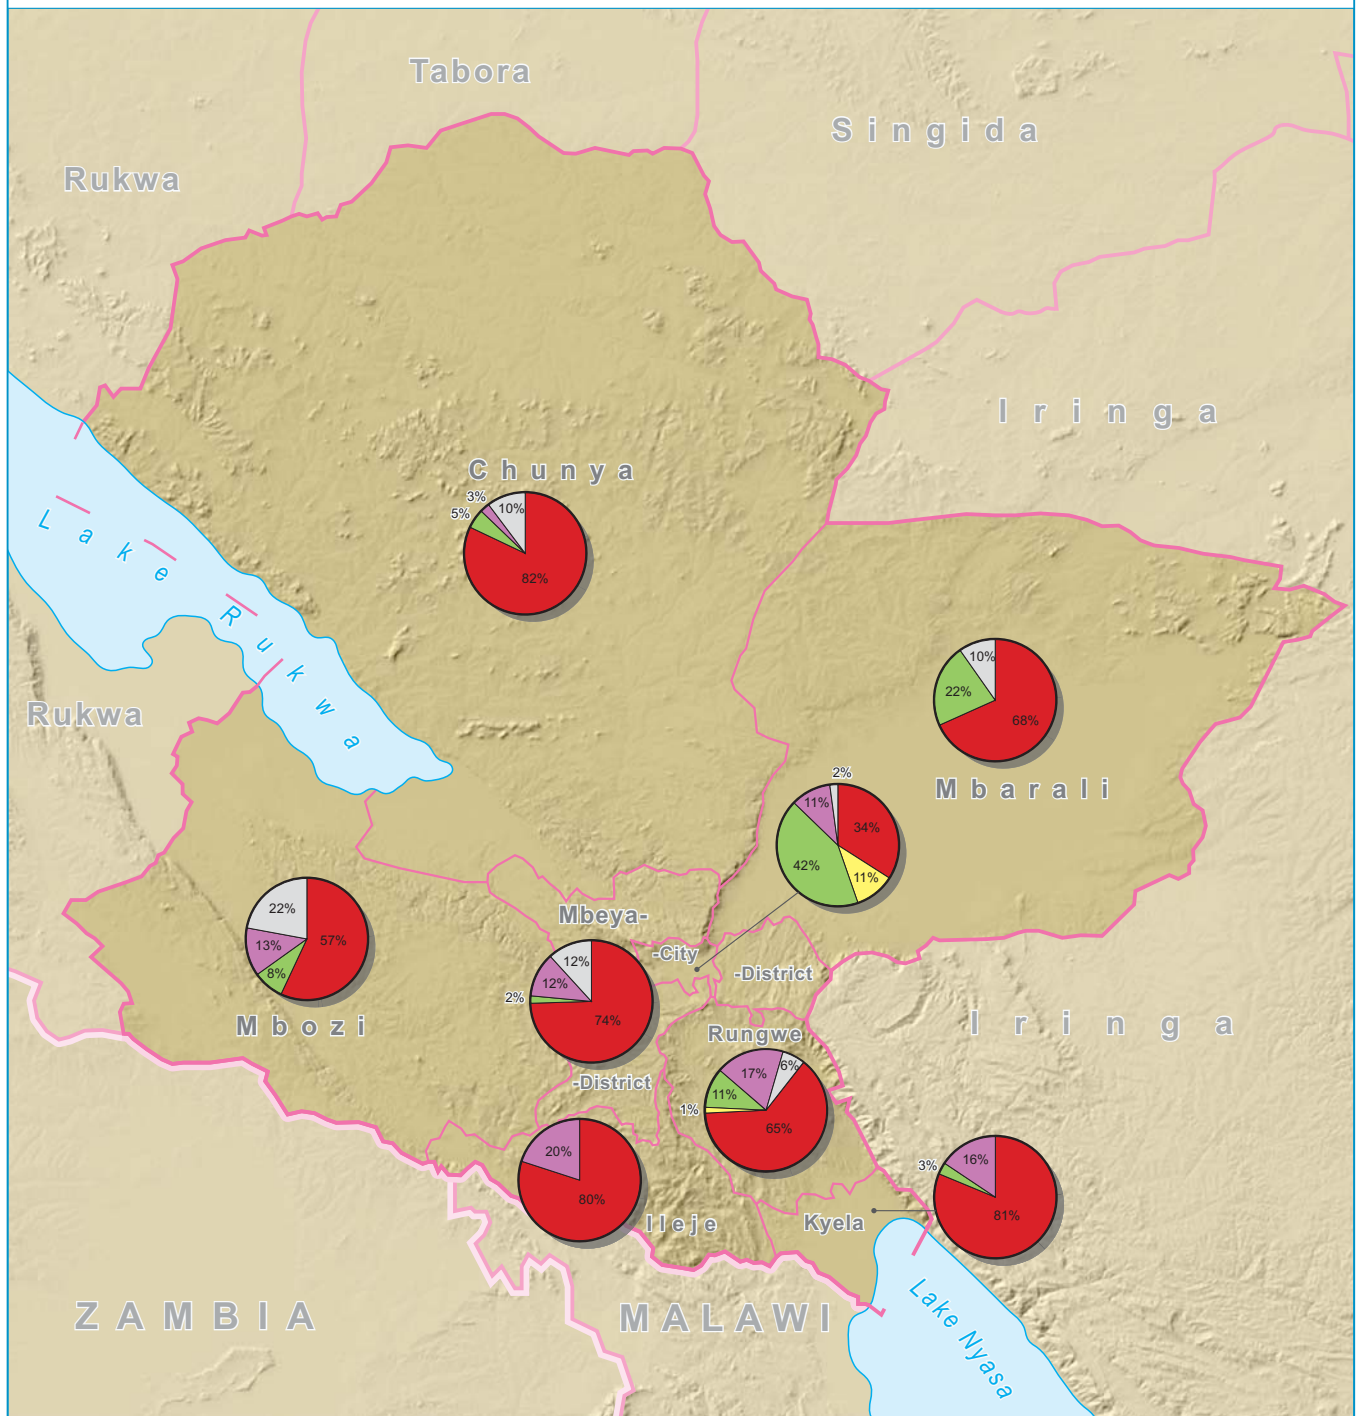 Tabora
Singida
Rukwa
Iringa
Chunya
3%
10%
5%
82%
Lake Rukwa
10%
22%
68%
Mbarali
Rukwa
2%
11%
34%
42%
11%
22%
13%
57%
8%
Mbozi
Mbeya-
-City
-District
12%
12%
2%
74%
-District
Iringa
Rungwe
6%
17%
11%
1%
65%
20%
80%
Ileje
16%
3%
81%
Kyela
ZAMBIA
MALAWI
Lake Nyasa